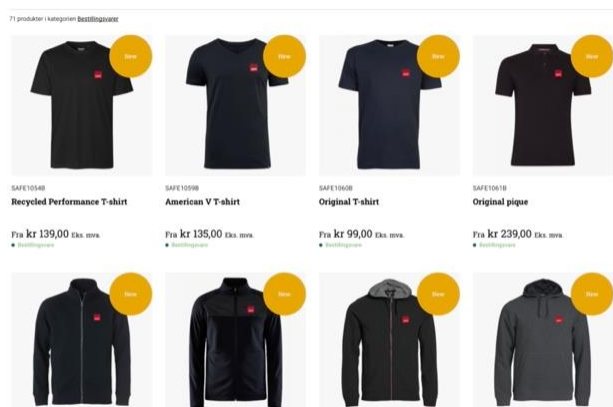 71 produkter i kategorien Bestillingsvarer
New
New
New
New
SAFE1054B
Recycled Performance T-shirt
Fra kr 139,00 Eks. mva.
Bestillingsvare
SAFE1059B
American V T-shirt
Fra kr 135,00 Eks. mva.
Bestillingsvare
SAFE1060B
Original T-shirt
Fra kr 99,00 Eks. mva.
Bestillingsvare
SAFE1061B
Original pique
Fra kr 239,00 Eks. mva.
Bestillingsvare
New
New
New
New